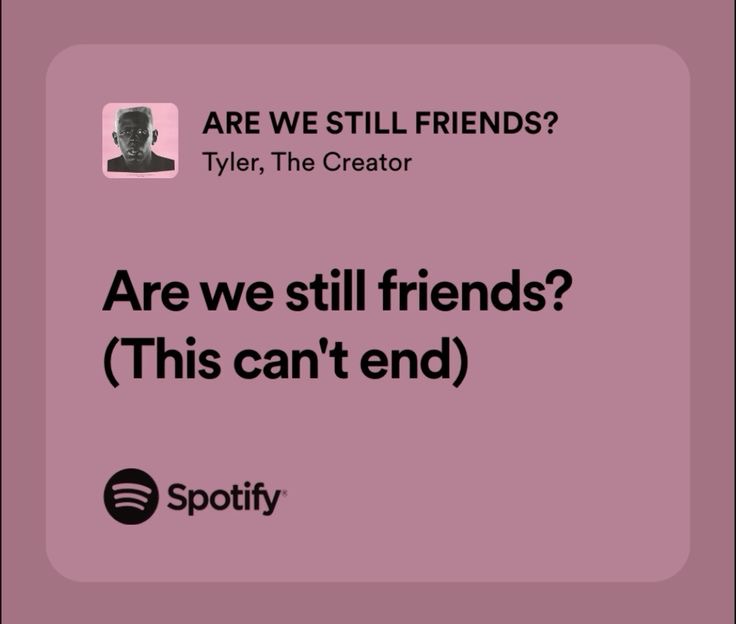 ARE WE STILL FRIENDS?
Tyler, The Creator
Are we still friends?
(This can't end)
Spotify®